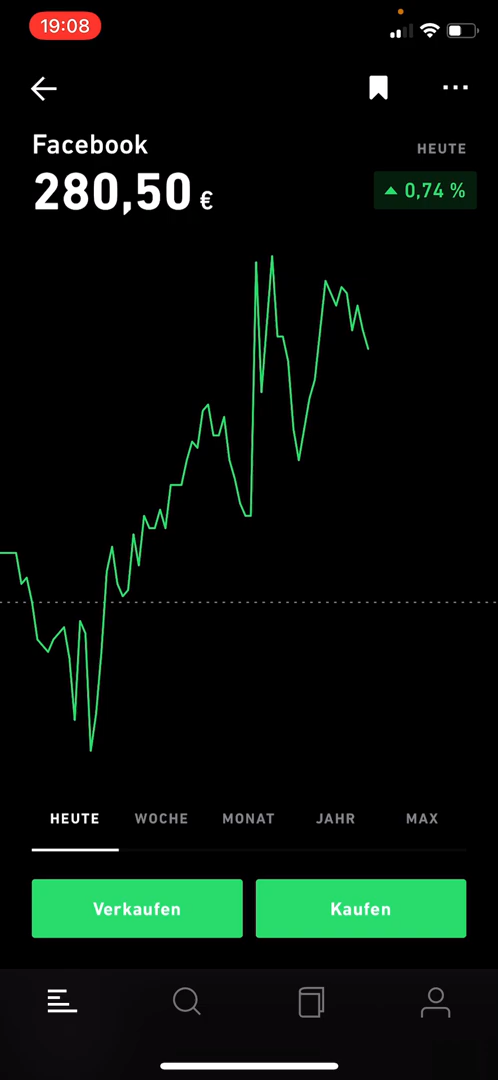 19:08
Facebook
HEUTE
280,50 €
0,74 %
HEUTE WOCHE MONAT JAHR MAX
Verkaufen Kaufen